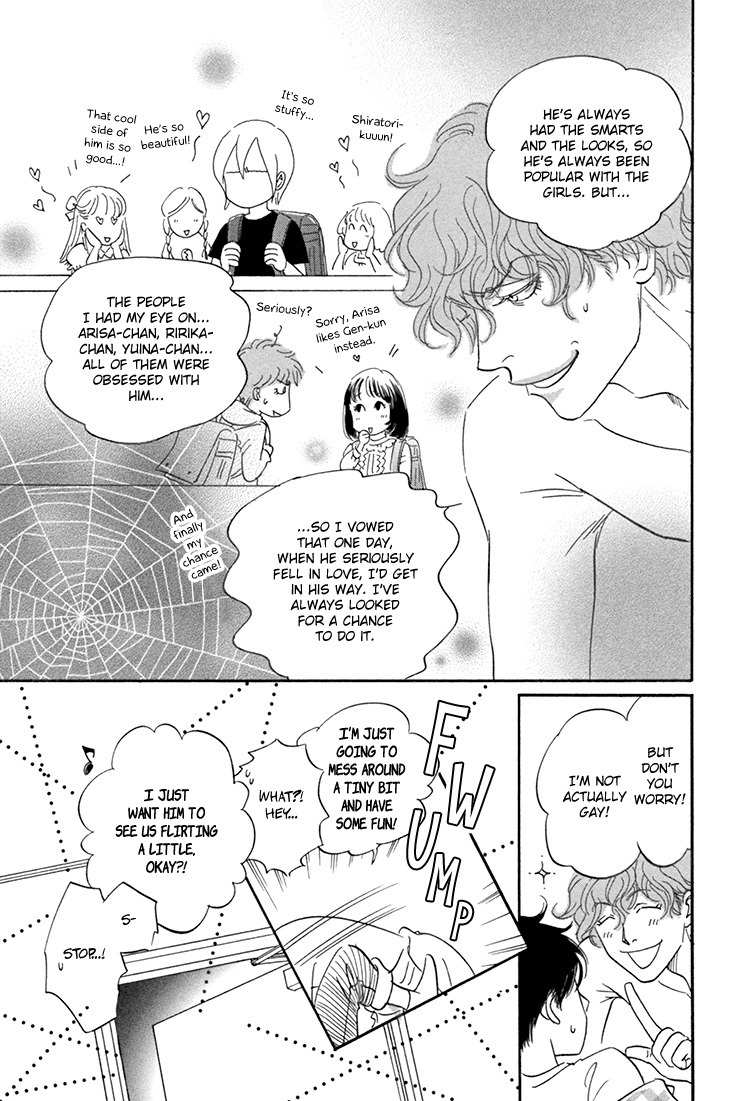 HE'S ALWAYS
HAD THE SMARTS
AND THE LOOKS, SO
HE'S ALWAYS BEEN
POPULAR WITH THE
GIRLS. BUT...
Shiratori-
kuuun!
It's so
stuffy...
He's so
beautiful!
That cool
side of
him is so
good...!
THE PEOPLE
I HAD MY EYE ON...
ARISA-CHAN, RIRIKA-
CHAN, YUINA-CHAN...
ALL OF THEM WERE
OBSESSED WITH
HIM...
Seriously?
Sorry, Arisa
likes Gen-kun
instead.
...SO I VOWED
THAT ONE DAY,
WHEN HE SERIOUSLY
FELL IN LOVE, I'D GET
IN HIS WAY. I'VE
ALWAYS LOOKED
FOR A CHANCE
TO DO IT.
And
finally
my
chance
came!
BUT
DON'T
YOU
WORRY!
I'M NOT
ACTUALLY
GAY!
FWUMP
I'M JUST
GOING TO
MESS AROUND
A TINY BIT
AND HAVE
SOME FUN!
WHAT?!
HEY...
I JUST
WANT HIM TO
SEE US FLIRTING
A LITTLE,
OKAY?!
S-
STOP...!